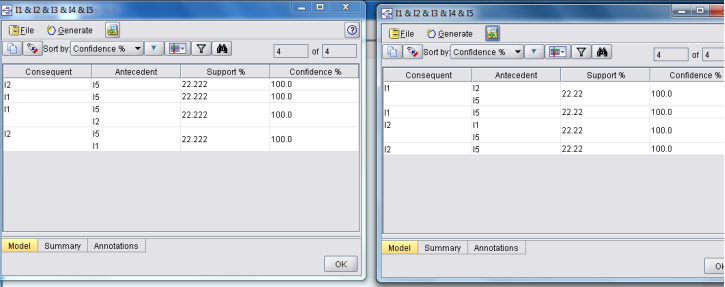 I1 & I2 & I3 & I4 & I5
File Generate
Sort by: Confidence % 4 of 4
Consequent Antecedent Support % Confidence %
I2 I5 22.222 100.0
I1 I5 22.222 100.0
I1 I5 22.222 100.0
I2
I2 I5 22.222 100.0
I1
Model Summary Annotations
OK
I1 & I2 & I3 & I4 & I5
File Generate
Sort by: Confidence % 4 of 4
Consequent Antecedent Support % Confidence %
I1 I2 22.22 100.0
I5
I1 I5 22.22 100.0
I2 I1 22.22 100.0
I5
I2 I5 22.22 100.0
Model Summary Annotations